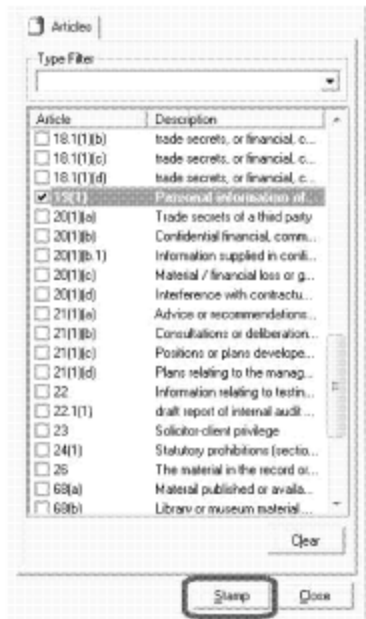 Articles
Type Filter
Article Description
18.1(1)(b) trade secrets, or financial, c...
18.1(1)(c) trade secrets, or financial, c...
18.1(1)(d) trade secrets, or financial, c...
19(1) Personal information of...
20(1)(a) Trade secrets of a third party
20(1)(b) Confidential financial, comm...
20(1)(b.1) Information supplied in confi...
20(1)(c) Material / financial loss or g...
20(1)(d) Interference with contractu...
21(1)(a) Advice or recommendations...
21(1)(b) Consultations or deliberation...
21(1)(c) Positions or plans develope...
21(1)(d) Plans relating to the manag...
22 Information relating to testin...
22.1(1) draft report of internal audit ...
23 Solicitor-client privilege
24(1) Statutory prohibitions (sectio...
26 The material in the record or...
68(a) Materail published or availa...
68(b) Library or museum material...
Clear
Stamp Close